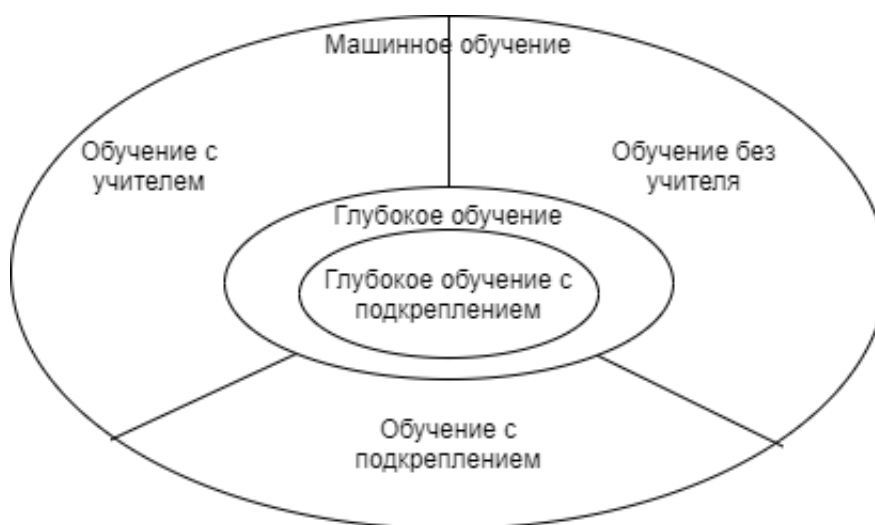 Машинное обучение
Обучение с
учителем
Обучение без
учителя
Глубокое обучение
Глубокое обучение с
подкреплением
Обучение с
подкреплением